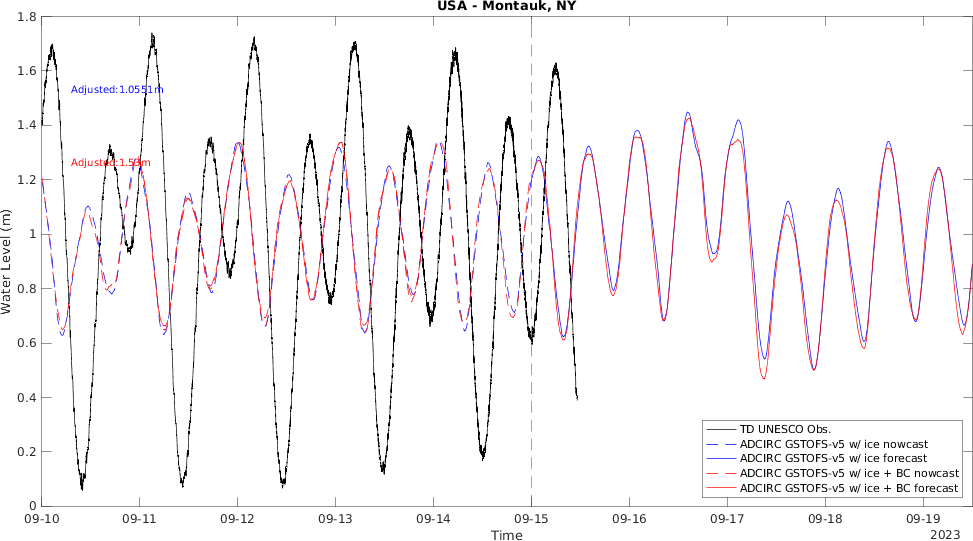 USA - Montauk, NY
1.8
1.6
1.4
1.2
1
0.8
0.6
0.4
0.2
0
Water Level (m)
Adjusted:1.0551m
Adjusted:1.53m
TD UNESCO Obs.
ADCIRC GSTOFS-v5 w/ ice nowcast
ADCIRC GSTOFS-v5 w/ ice forecast
ADCIRC GSTOFS-v5 w/ ice + BC nowcast
ADCIRC GSTOFS-v5 w/ ice + BC forecast
09-10 09-11 09-12 09-13 09-14 09-15 09-16 09-17 09-18 09-19
Time
2023